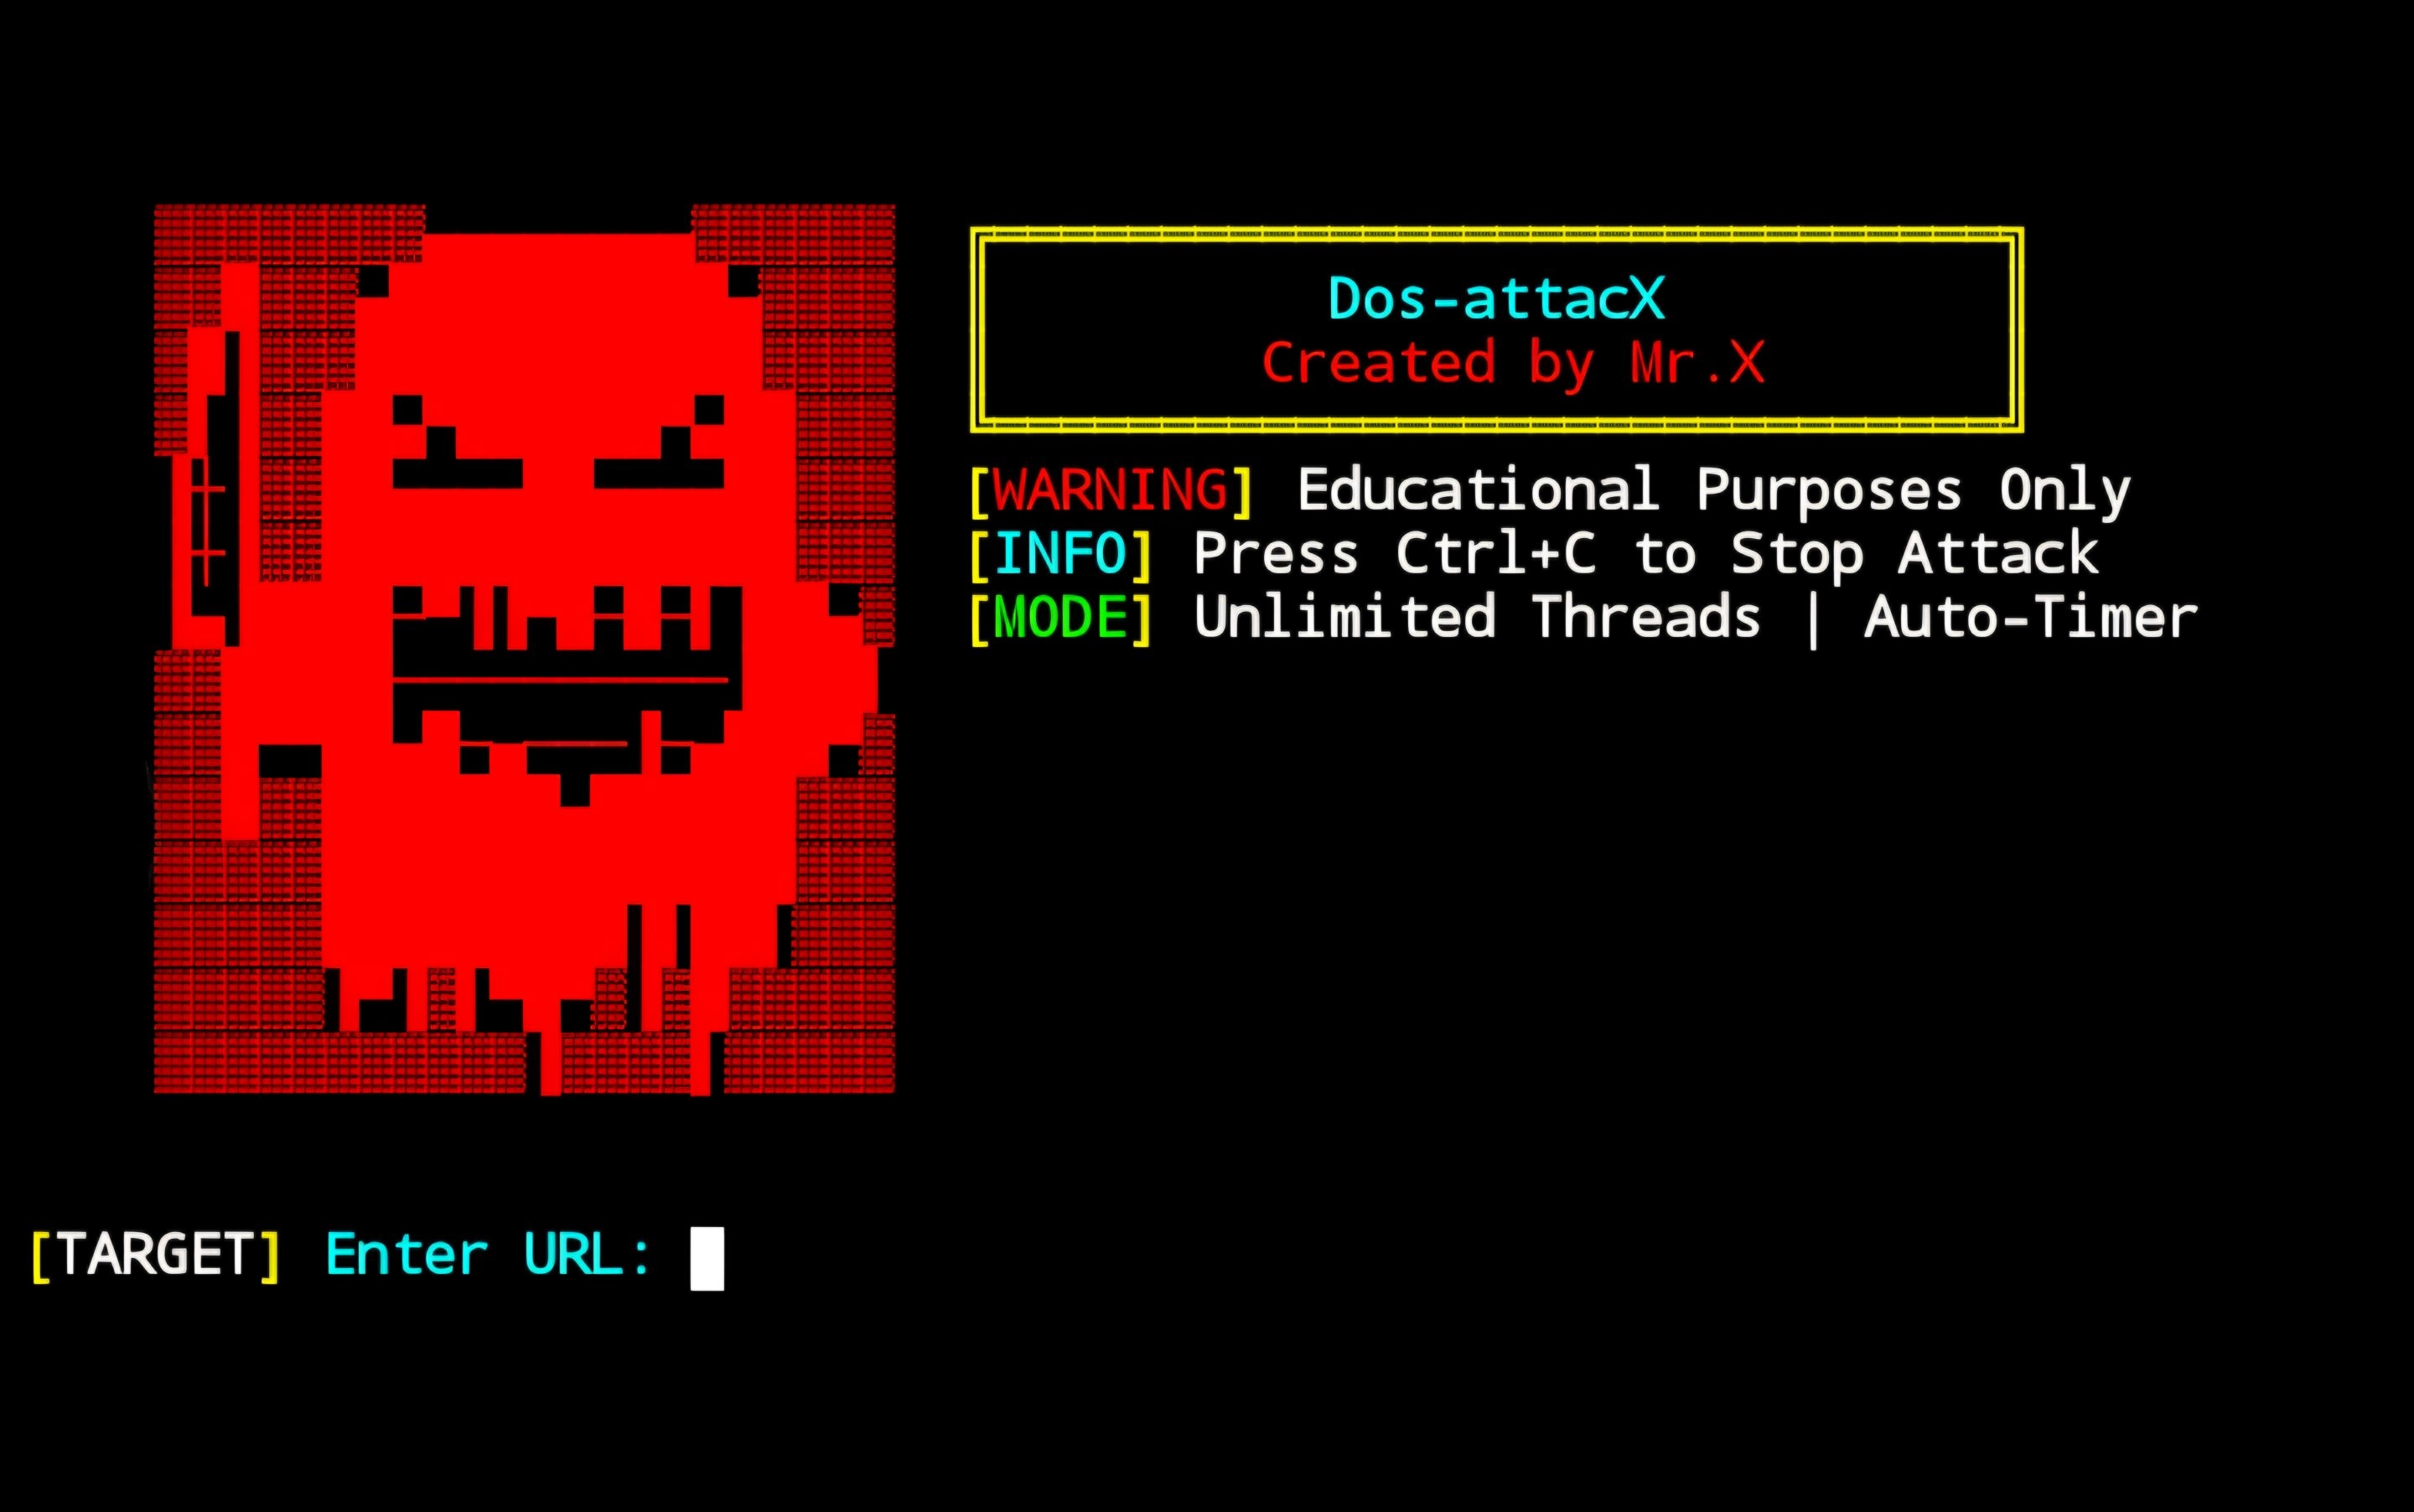 Dos-attacX
Created by Mr.X
[WARNING] Educational Purposes Only
[INFO] Press Ctrl+C to Stop Attack
[MODE] Unlimited Threads | Auto-Timer
[TARGET] Enter URL: